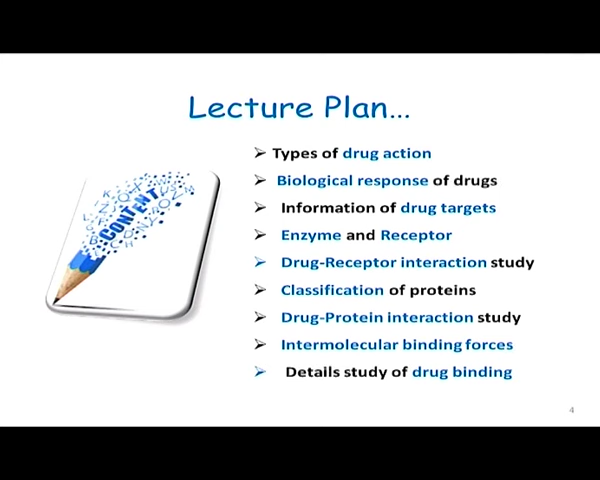 Lecture Plan...
Types of drug action
Biological response of drugs
Information of drug targets
Enzyme and Receptor
Drug-Receptor interaction study
Classification of proteins
Drug-Protein interaction study
Intermolecular binding forces
Details study of drug binding
CONTENT
4